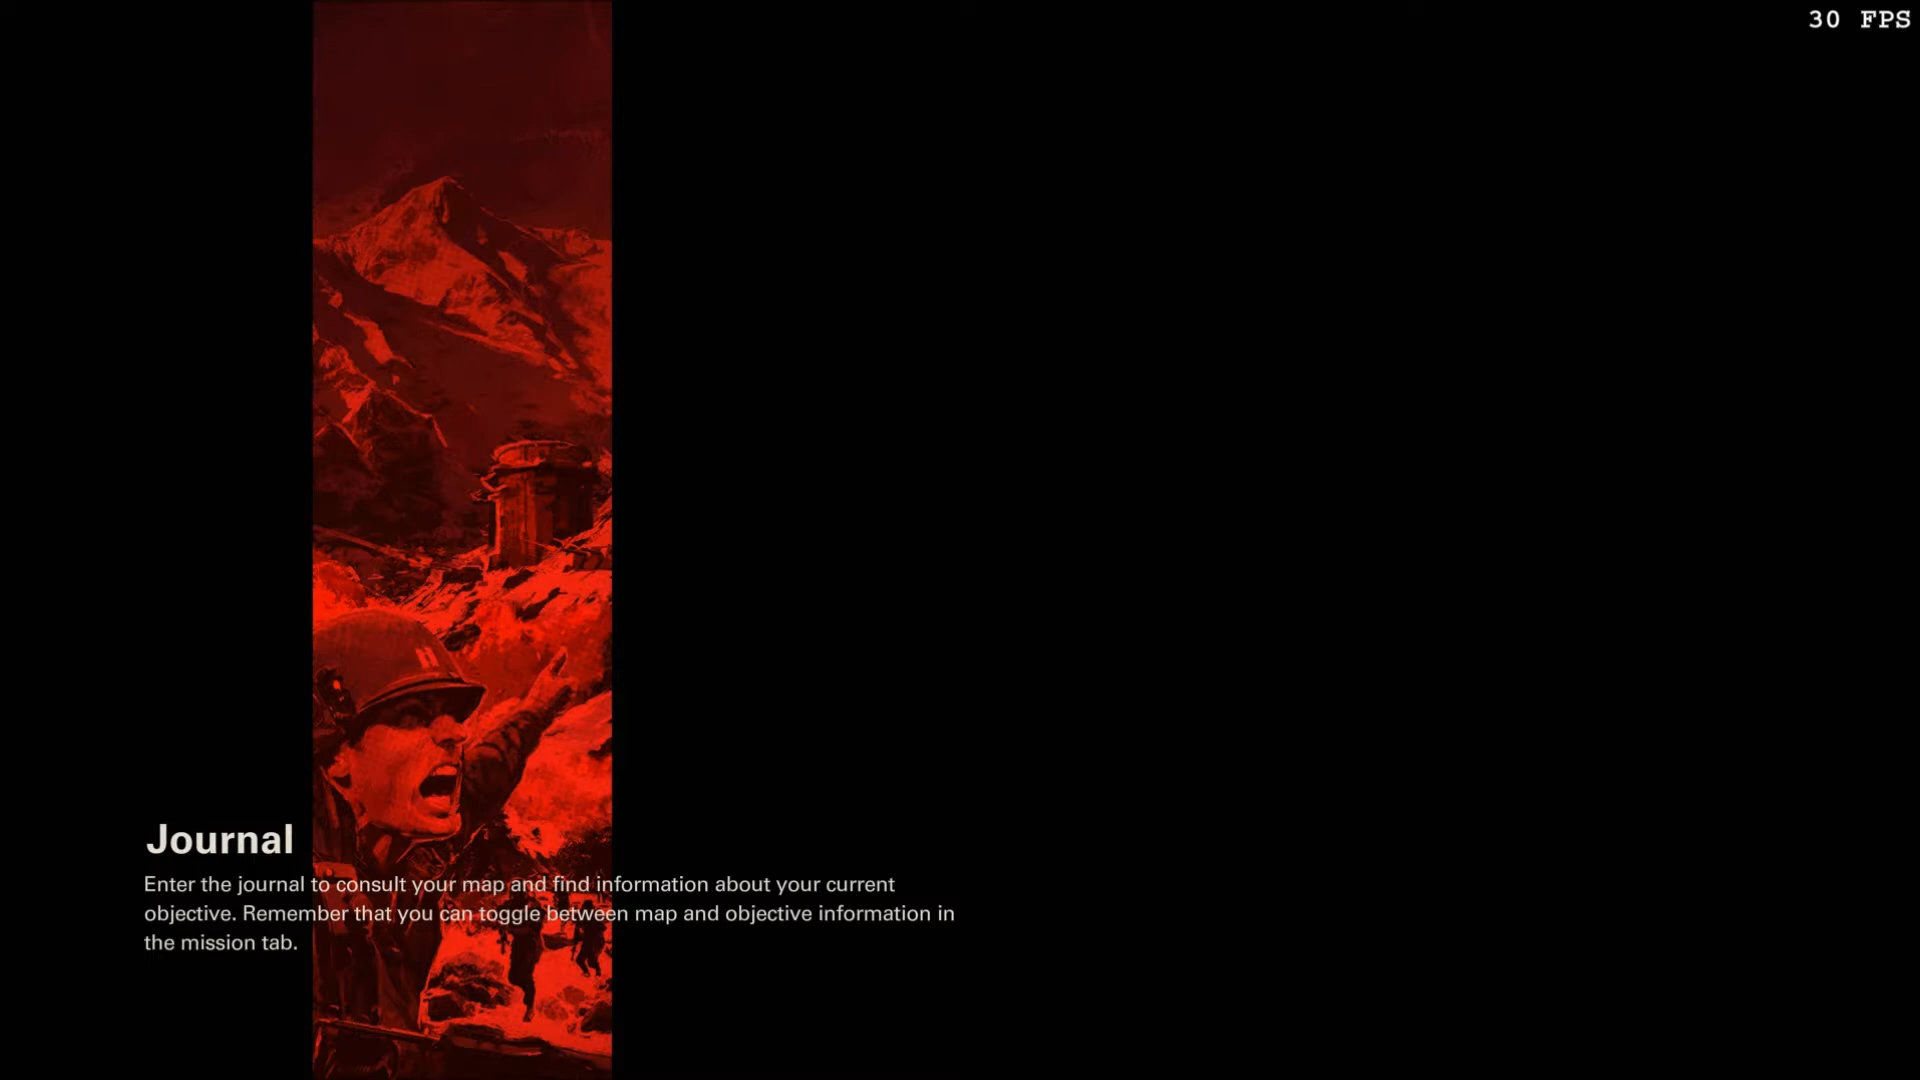 30 FPS
Journal
Enter the journal to consult your map and find information about your current
objective. Remember that you can toggle between map and objective information in
the mission tab.